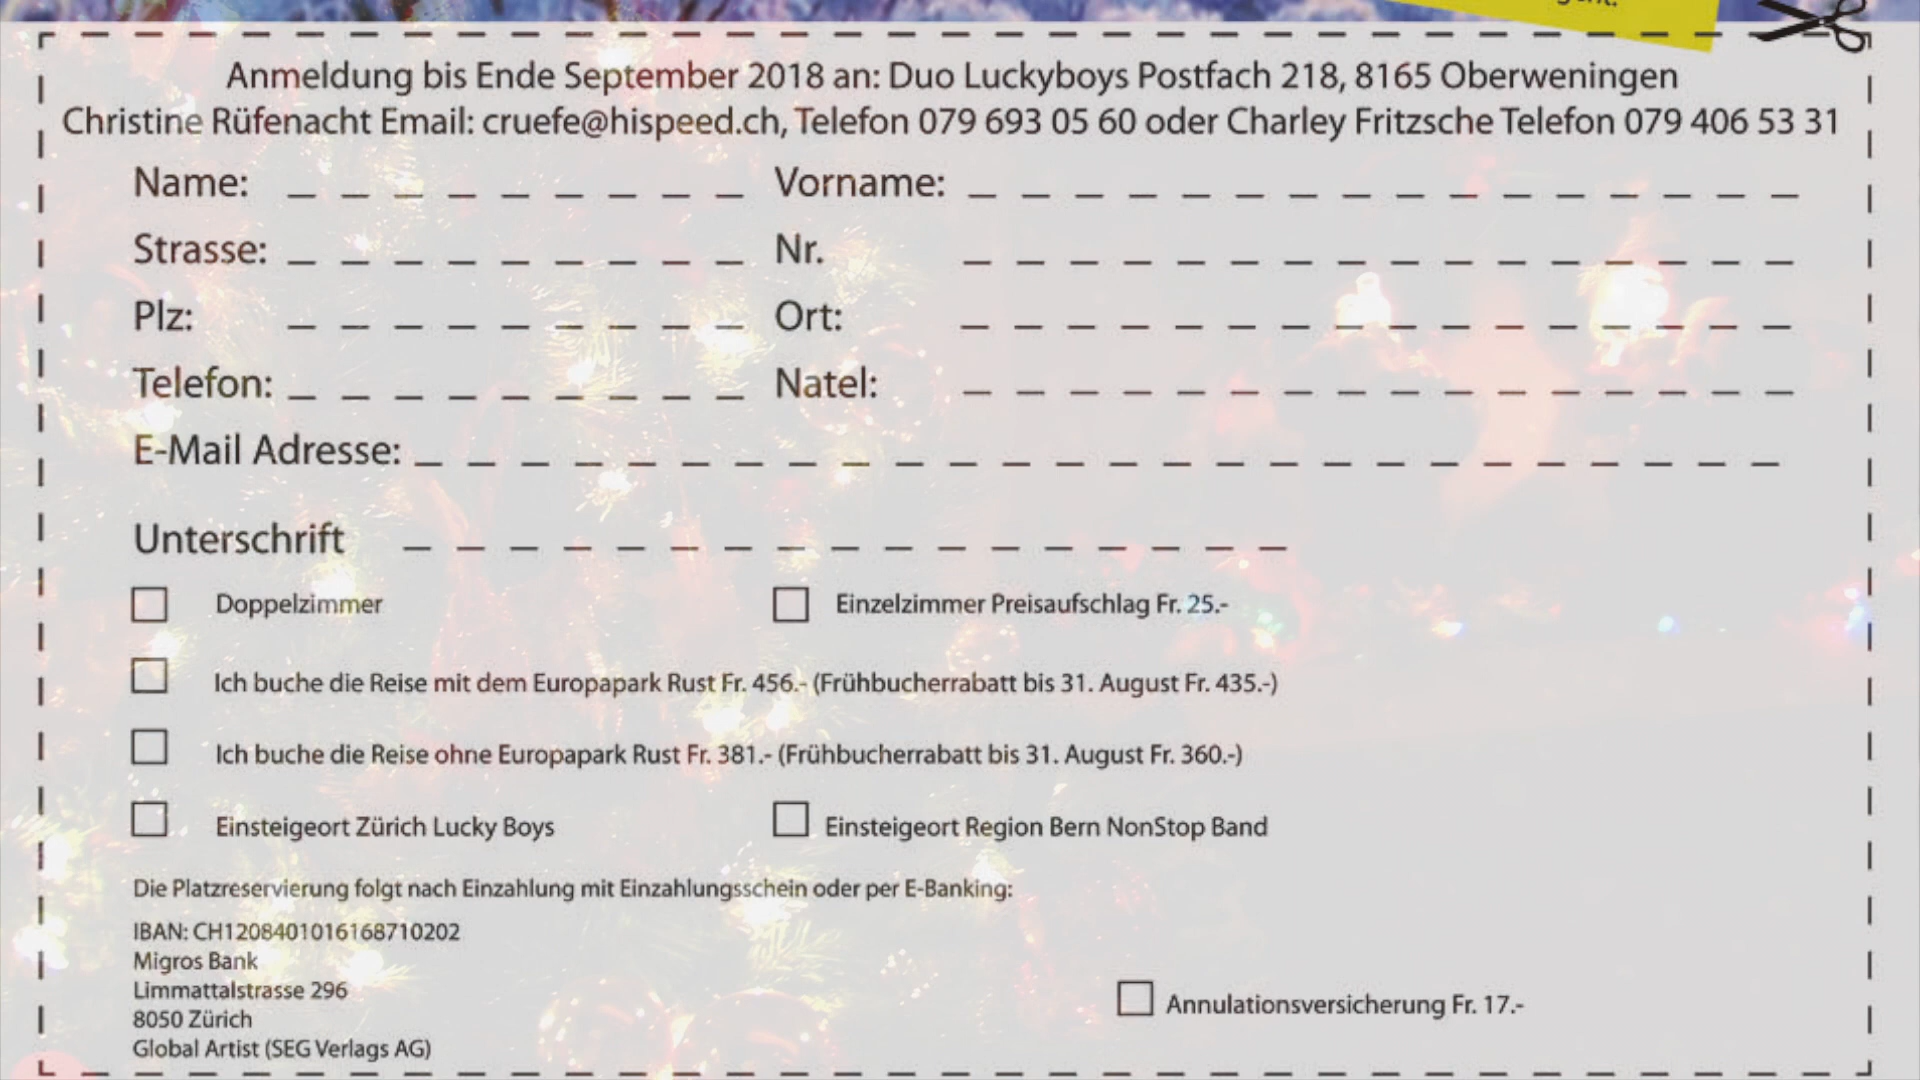 Anmeldung bis Ende September 2018 an: Duo Luckyboys Postfach 218, 8165 Oberweningen
Christine Rüfenacht Email: cruefe@hispeed.ch, Telefon 079 693 05 60 oder Charley Fritzsche Telefon 079 406 53 31
Name: Vorname:
Strasse: Nr.
Plz: Ort:
Telefon: Natel:
E-Mail Adresse:
Unterschrift
Doppelzimmer Einzelzimmer Preisaufschlag Fr. 25.-
Ich buche die Reise mit dem Europapark Rust Fr. 456.- (Frühbucherrabatt bis 31. August Fr. 435.-)
Ich buche die Reise ohne Europapark Rust Fr. 381.- (Frühbucherrabatt bis 31. August Fr. 360.-)
Einsteigeort Zürich Lucky Boys Einsteigeort Region Bern NonStop Band
Die Platzreservierung folgt nach Einzahlung mit Einzahlungsschein oder per E-Banking:
IBAN: CH1208401016168710202
Migros Bank
Limmattalstrasse 296
8050 Zürich
Global Artist (SEG Verlags AG)
Annulationsversicherung Fr. 17.-